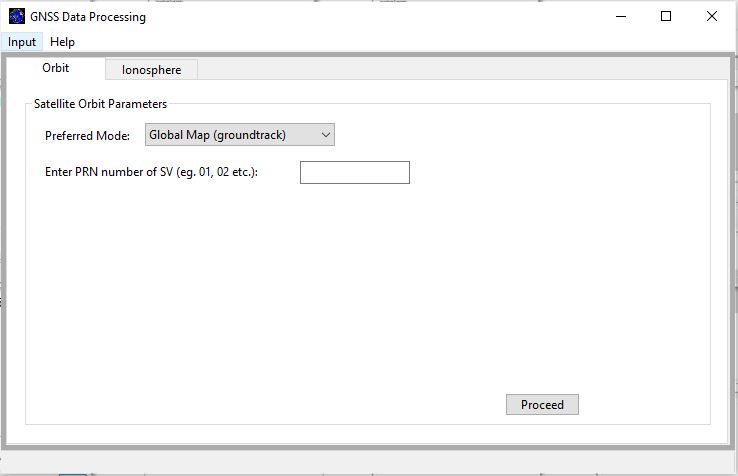 GNSS Data Processing
Input Help
Orbit Ionosphere
Satellite Orbit Parameters
Preferred Mode: Global Map (groundtrack)
Enter PRN number of SV (eg. 01, 02 etc.):
Proceed